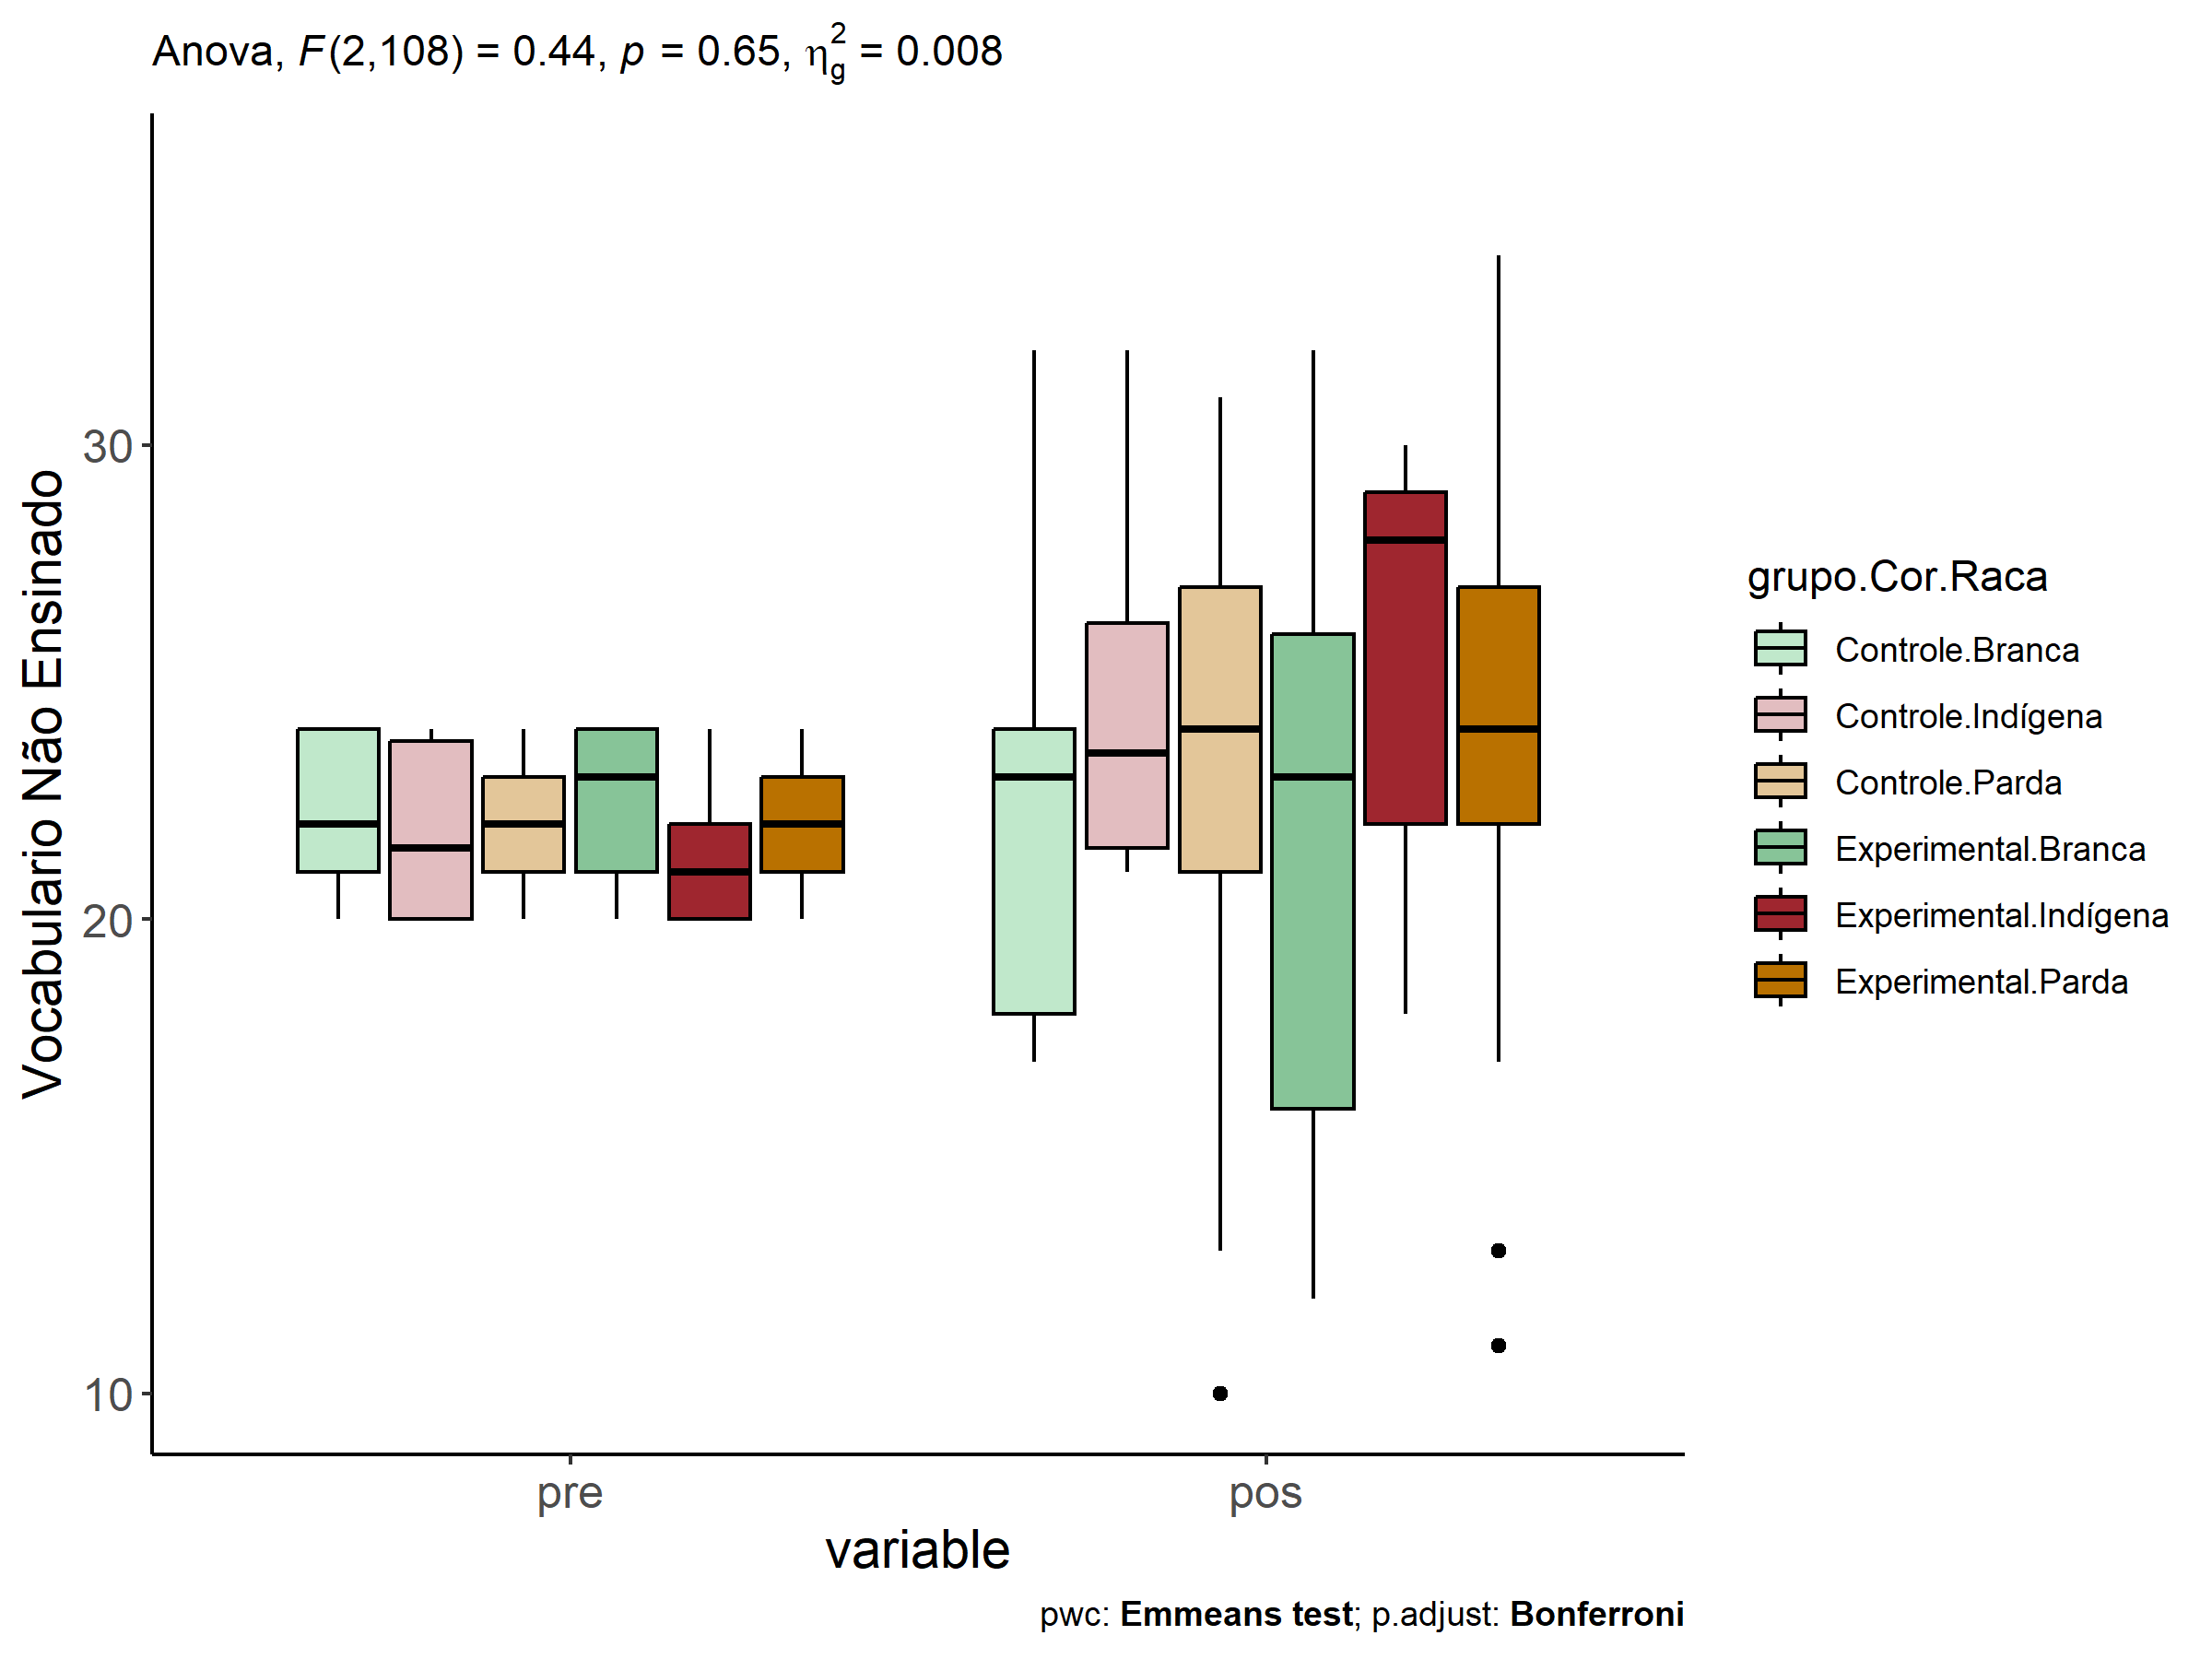 Anova, F(2,108) = 0.44, p = 0.65, η²g = 0.008
Vocabulario Não Ensinado
30
20
10
pre
pos
variable
grupo.Cor.Raca
Controle.Branca
Controle.Indígena
Controle.Parda
Experimental.Branca
Experimental.Indígena
Experimental.Parda
pwc: Emmeans test; p.adjust: Bonferroni